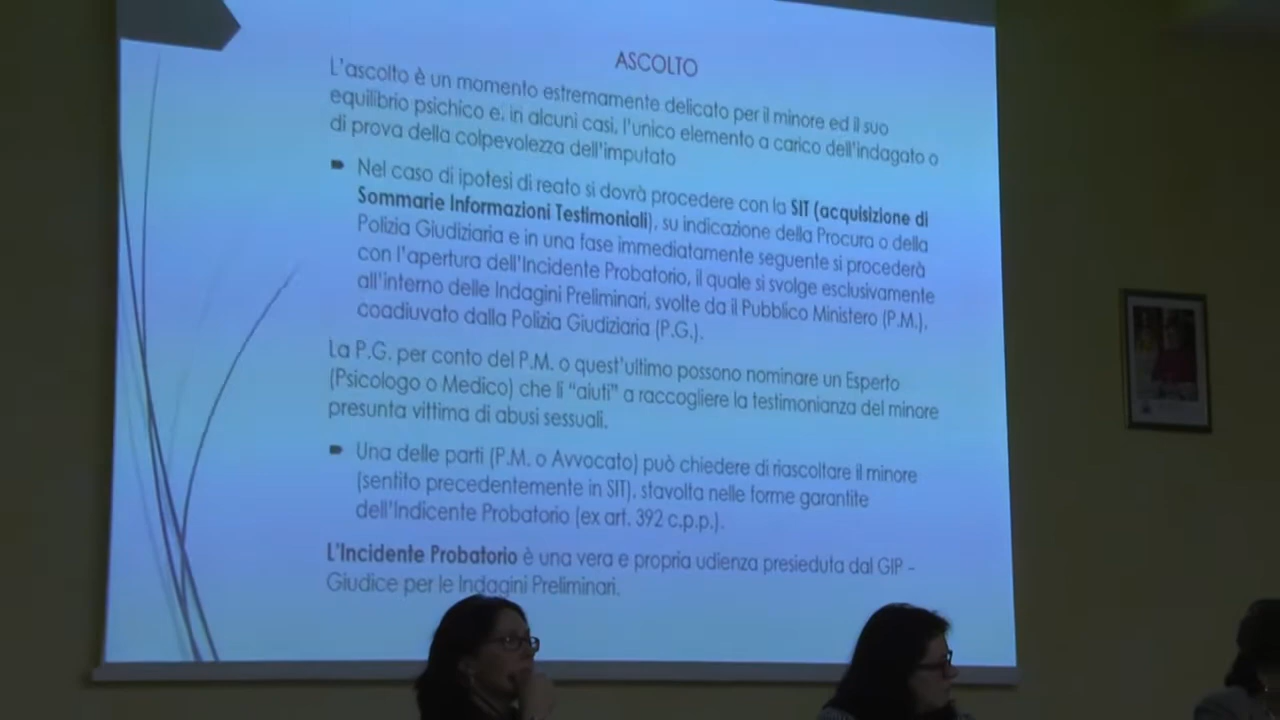 ASCOLTO
L'ascolto è un momento estremamente delicato per il minore ed il suo
equilibrio psichico e, in alcuni casi, l'unico elemento a carico dell'indagato o
di prova della colpevolezza dell'imputato
Nel caso di ipotesi di reato si dovrà procedere con la SIT (acquisizione di
Sommarie Informazioni Testimoniali), su indicazione della Procura o della
Polizia Giudiziaria e in una fase immediatamente seguente si procederà
con l'apertura dell'Incidente Probatorio, il quale si svolge esclusivamente
all'interno delle Indagini Preliminari, svolte da il Pubblico Ministero (P.M.),
coadiuvato dalla Polizia Giudiziaria (P.G.).
La P.G. per conto del P.M. o quest'ultimo possono nominare un Esperto
(Psicologo o Medico) che li "aiuti" a raccogliere la testimonianza del minore
presunta vittima di abusi sessuali.
Una delle parti (P.M. o Avvocato) può chiedere di riascoltare il minore
(sentito precedentemente in SIT), stavolta nelle forme garantite
dell'Indicente Probatorio (ex art. 392 c.p.p.).
L'Incidente Probatorio è una vera e propria udienza presieduta dal GIP –
Giudice per le Indagini Preliminari.